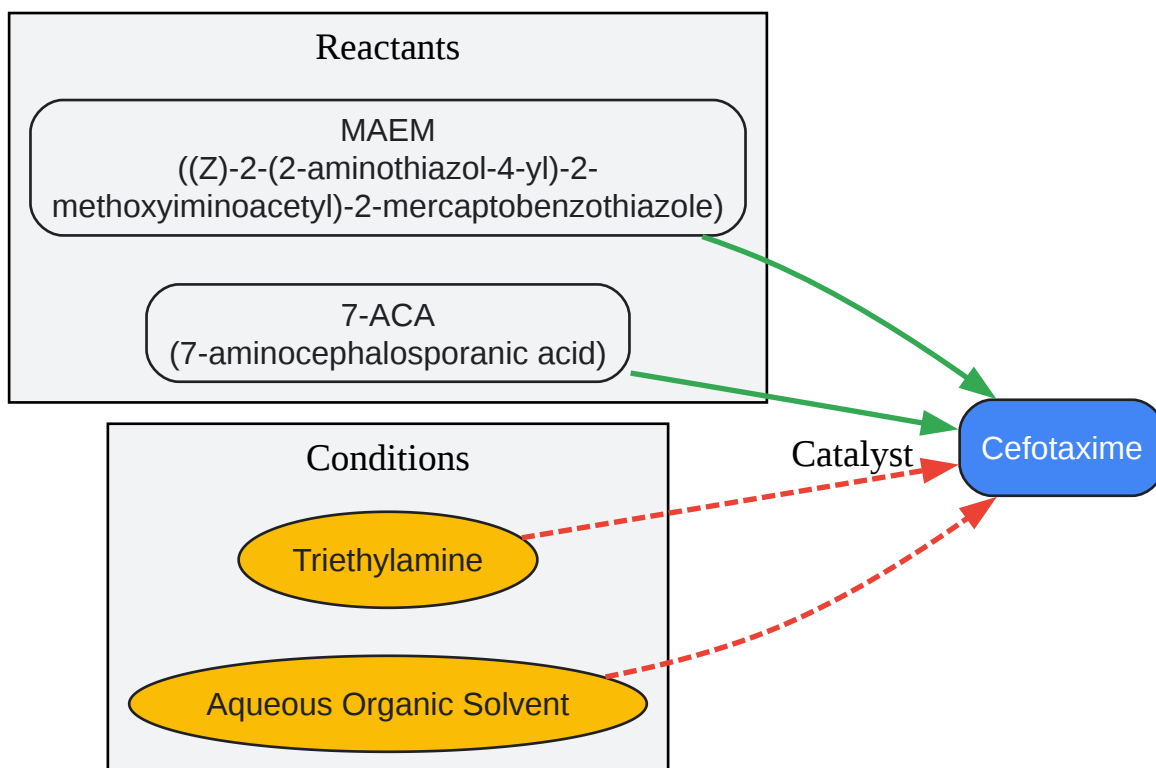 Reactants
MAEM
((Z)-2-(2-aminothiazol-4-yl)-2-
methoxyiminoacetyl)-2-mercaptobenzothiazole)
7-ACA
(7-aminocephalosporanic acid)
Conditions
Triethylamine
Aqueous Organic Solvent
Catalyst
Cefotaxime